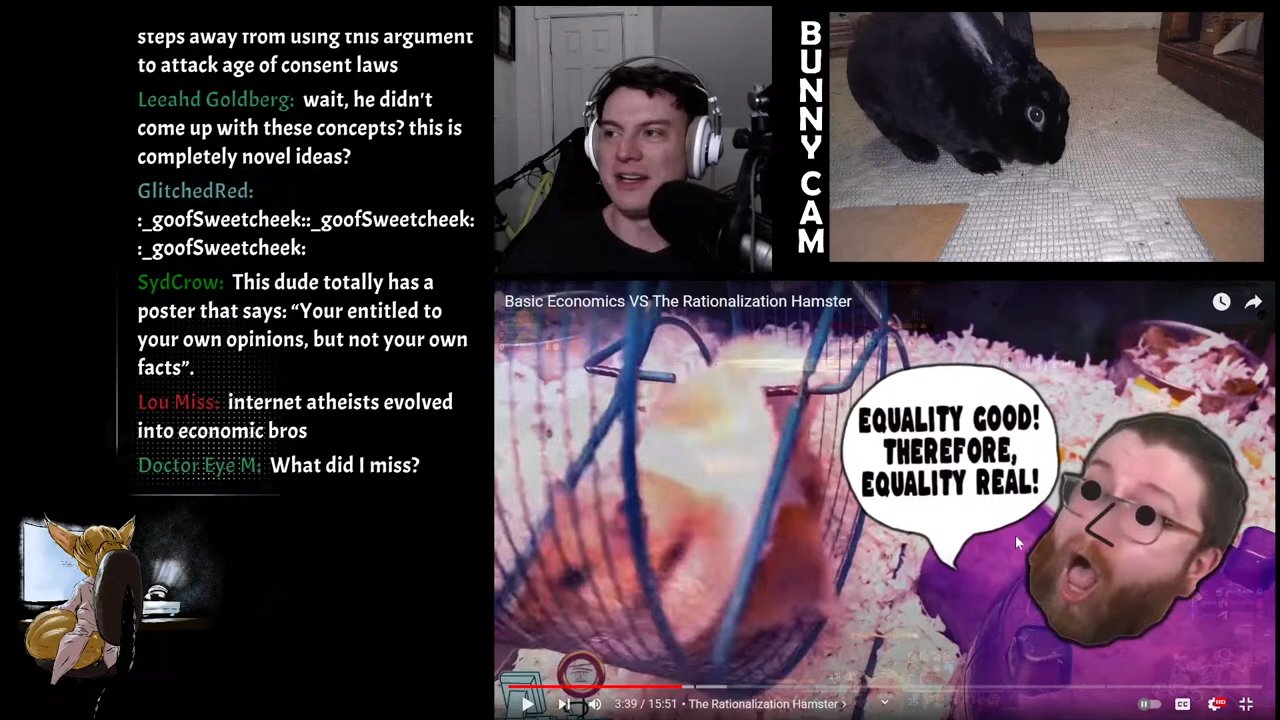 steps away from using this argument
to attack age of consent laws
Leeahd Goldberg: wait, he didn't
come up with these concepts? this is
completely novel ideas?
GlitchedRed:
:_goofSweetcheek::_goofSweetcheek:
:_goofSweetcheek:
SydCrow: This dude totally has a
poster that says: “Your entitled to
your own opinions, but not your own
facts”.
Lou Miss: internet atheists evolved
into economic bros
Doctor Eye M: What did I miss?
BUNNY CAM
Basic Economics VS The Rationalization Hamster
EQUALITY GOOD!
THEREFORE,
EQUALITY REAL!
3:39 / 15:51 • The Rationalization Hamster
HD